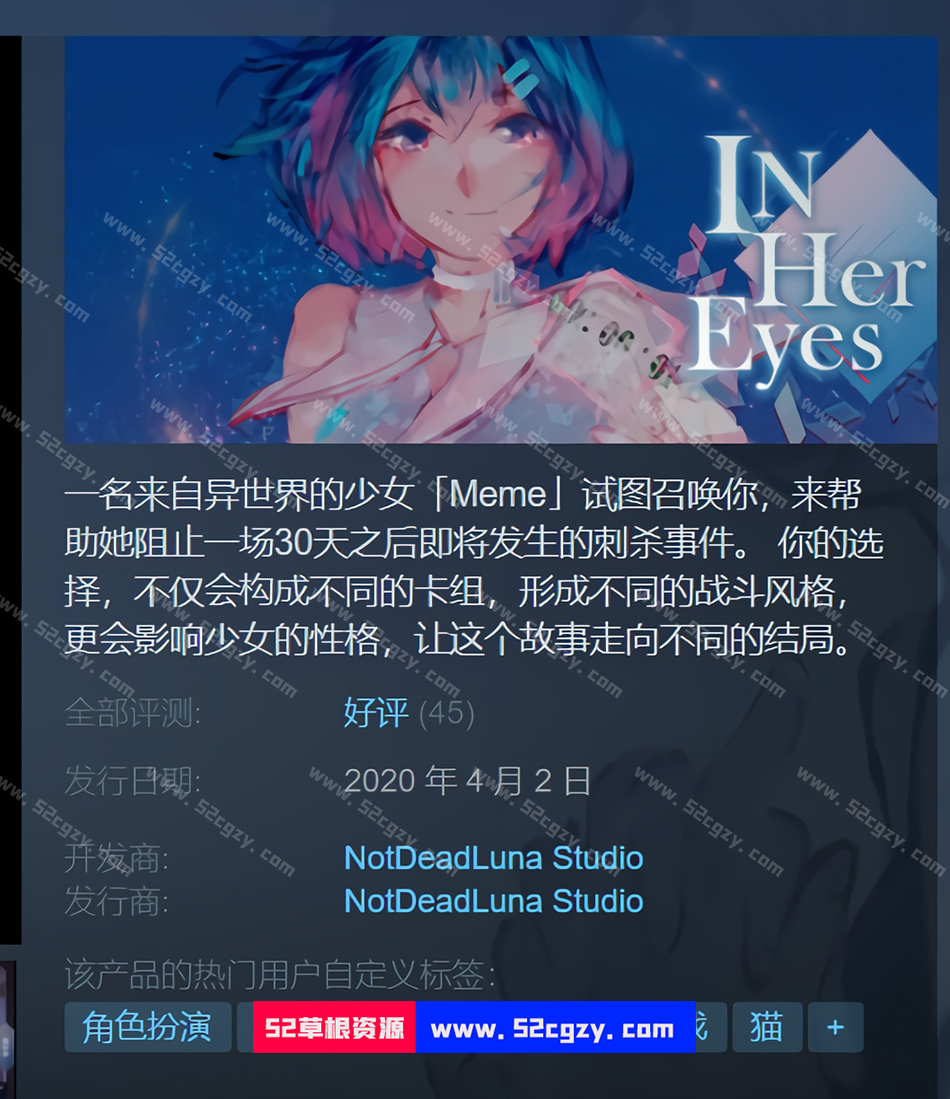 IN
HER
EYES
一名来自异世界的少女「Meme」试图召唤你，来帮
助她阻止一场30天之后即将发生的刺杀事件。 你的选
择，不仅会构成不同的卡组，形成不同的战斗风格，
更会影响少女的性格，让这个故事走向不同的结局。
全部评测: 好评 (45)
发行日期: 2020 年 4 月 2 日
开发商: NotDeadLuna Studio
发行商: NotDeadLuna Studio
该产品的热门用户自定义标签:
角色扮演 52草根资源 www.52cgzy.com 猫 +
www.52cgzy.com